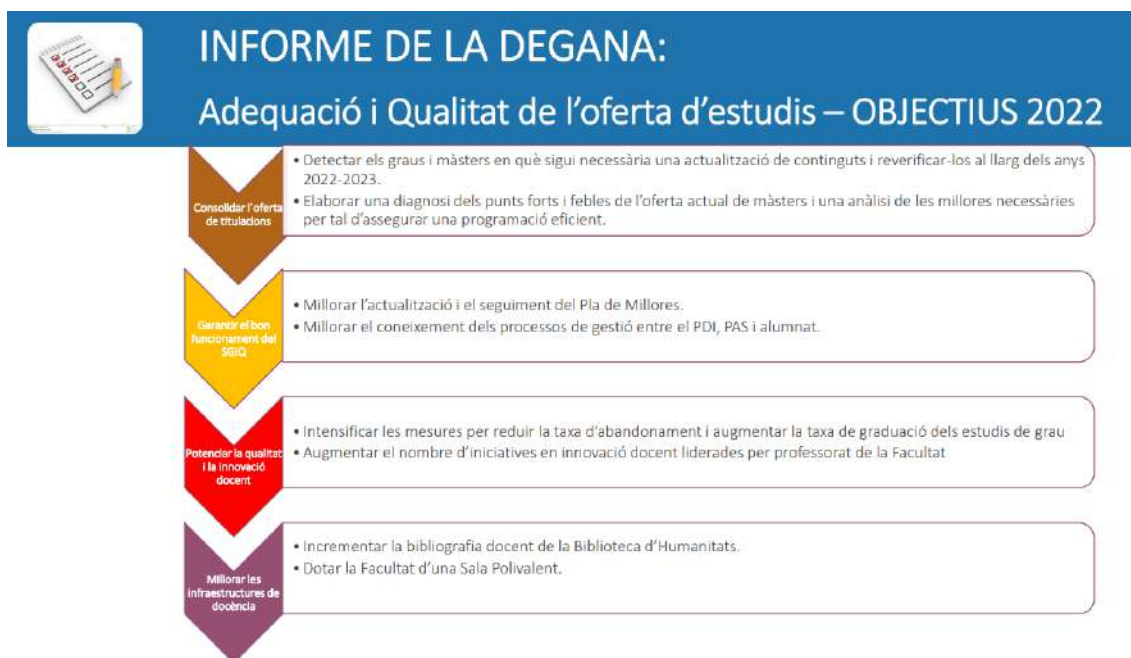 INFORME DE LA DEGANA:
Adequació i Qualitat de l'oferta d'estudis – OBJECTIUS 2022
Consolidar l'oferta
de titulacions
• Detectar els graus i màsters en què sigui necessària una actualització de continguts i reverificar-los al llarg dels anys
2022-2023.
• Elaborar una diagnosi dels punts forts i febles de l'oferta actual de màsters i una anàlisi de les millores necessàries
per tal d'assegurar una programació eficient.
Garantir el bon
funcionament del
SGIQ
• Millorar l'actualització i el seguiment del Pla de Millores.
• Millorar el coneixement dels processos de gestió entre el PDI, PAS i alumnat.
Potenciar la qualitat
i la innovació
docent
• Intensificar les mesures per reduir la taxa d'abandonament i augmentar la taxa de graduació dels estudis de grau
• Augmentar el nombre d'iniciatives en innovació docent liderades per professorat de la Facultat
Millorar les
infraestructures de
docència
• Incrementar la bibliografia docent de la Biblioteca d'Humanitats.
• Dotar la Facultat d'una Sala Polivalent.